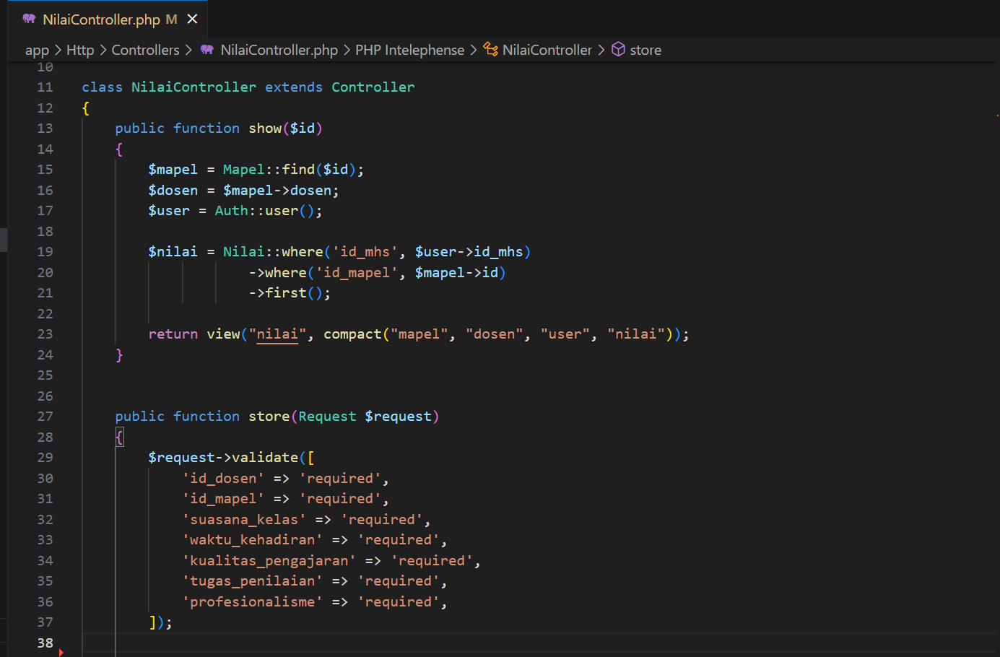 NilaiController.php M ×
app > Http > Controllers > NilaiController.php > PHP Intelephense > NilaiController > store
10
11 class NilaiController extends Controller
12 {
13     public function show($id)
14     {
15         $mapel = Mapel::find($id);
16         $dosen = $mapel->dosen;
17         $user = Auth::user();
18
19         $nilai = Nilai::where('id_mhs', $user->id_mhs)
20                     ->where('id_mapel', $mapel->id)
21                     ->first();
22
23         return view("nilai", compact("mapel", "dosen", "user", "nilai"));
24     }
25
26
27     public function store(Request $request)
28     {
29         $request->validate([
30             'id_dosen' => 'required',
31             'id_mapel' => 'required',
32             'suasana_kelas' => 'required',
33             'waktu_kehadiran' => 'required',
34             'kualitas_pengajaran' => 'required',
35             'tugas_penilaian' => 'required',
36             'profesionalisme' => 'required',
37         ]);
38